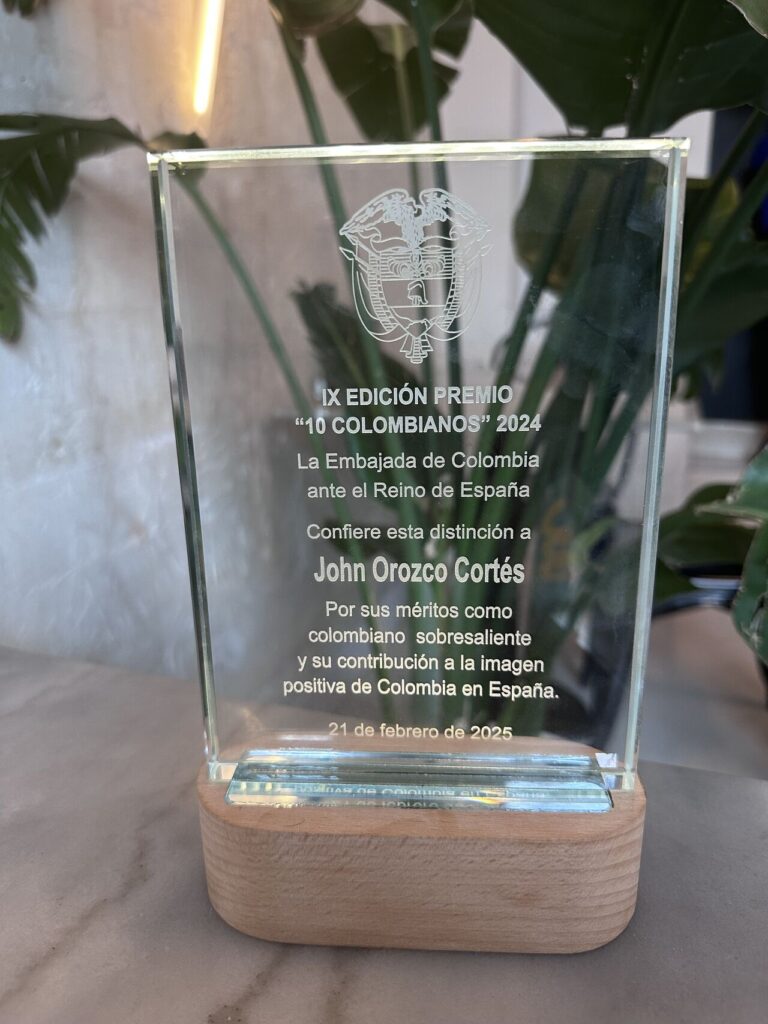 IX EDICIÓN PREMIO
“10 COLOMBIANOS” 2024
La Embajada de Colombia
ante el Reino de España
Confiere esta distinción a
John Orozco Cortés
Por sus méritos como
colombiano sobresaliente
y su contribución a la imagen
positiva de Colombia en España.
21 de febrero de 2025